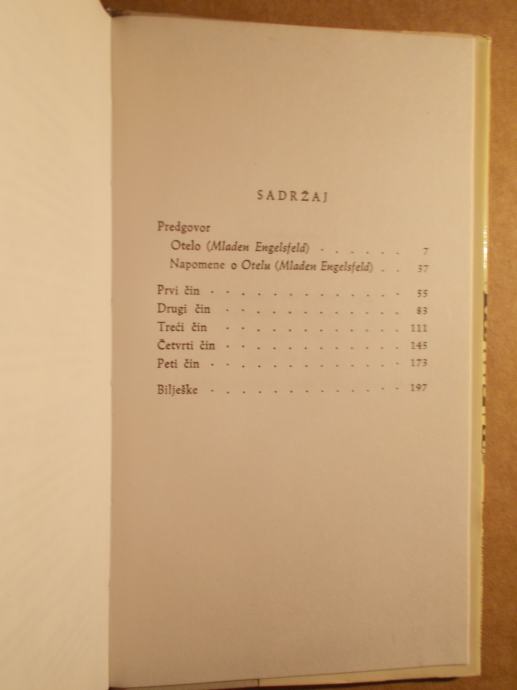 SADRŽAJ
Predgovor
Otelo (Mladen Engelsfeld) . . . . . . 7
Napomene o Otelu (Mladen Engelsfeld) . . 37
Prvi čin . . . . . . . . . . . . . 55
Drugi čin . . . . . . . . . . . . 83
Treći čin . . . . . . . . . . . . 111
Četvrti čin . . . . . . . . . . . . 145
Peti čin . . . . . . . . . . . . . 173
Bilješke . . . . . . . . . . . . . 197